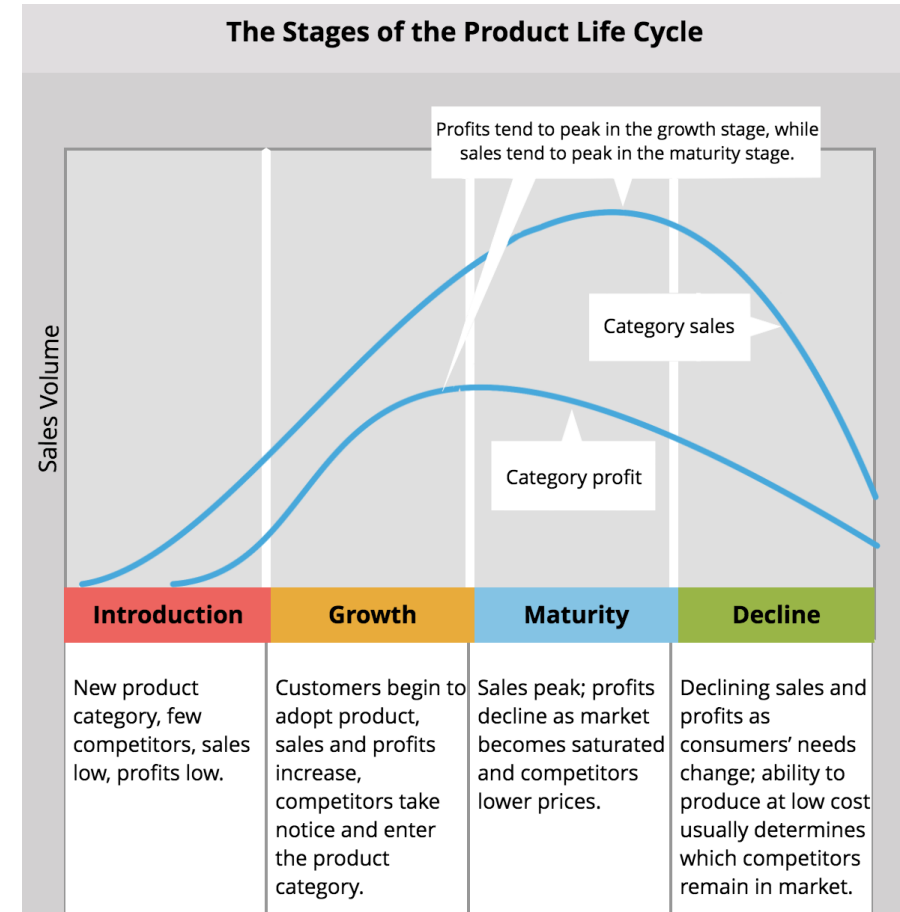 The Stages of the Product Life Cycle
Profits tend to peak in the growth stage, while
sales tend to peak in the maturity stage.
Sales Volume
Category sales
Category profit
Introduction
Growth
Maturity
Decline
New product
category, few
competitors, sales
low, profits low.
Customers begin to
adopt product,
sales and profits
increase,
competitors take
notice and enter
the product
category.
Sales peak; profits
decline as market
becomes saturated
and competitors
lower prices.
Declining sales and
profits as
consumers’ needs
change; ability to
produce at low cost
usually determines
which competitors
remain in market.